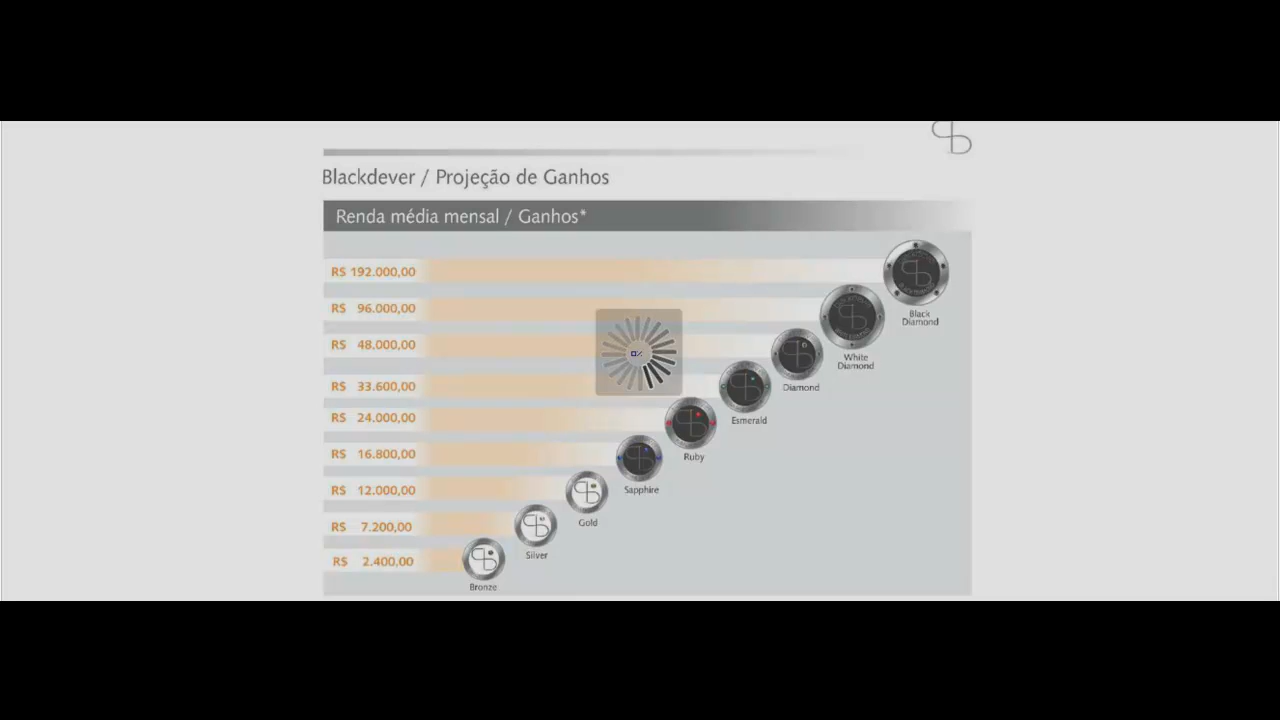 Blackdever / Projeção de Ganhos
Renda média mensal / Ganhos*
R$ 192.000,00
R$ 96.000,00
R$ 48.000,00
R$ 33.600,00
R$ 24.000,00
R$ 16.800,00
R$ 12.000,00
R$ 7.200,00
R$ 2.400,00
Black
Diamond
White
Diamond
Diamond
Esmerald
Ruby
Sapphire
Gold
Silver
Bronze